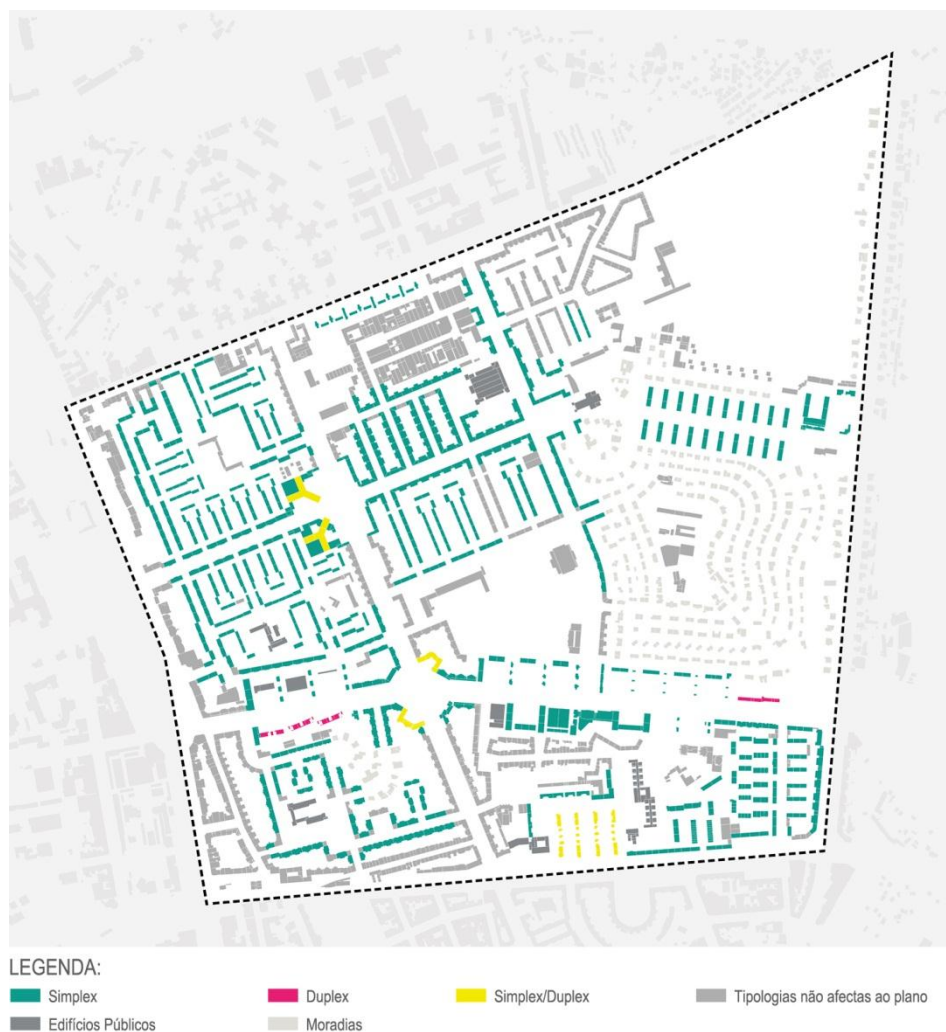 LEGENDA:
Simplex
Duplex
Simplex/Duplex
Tipologias não afectas ao plano
Edifícios Públicos
Moradias